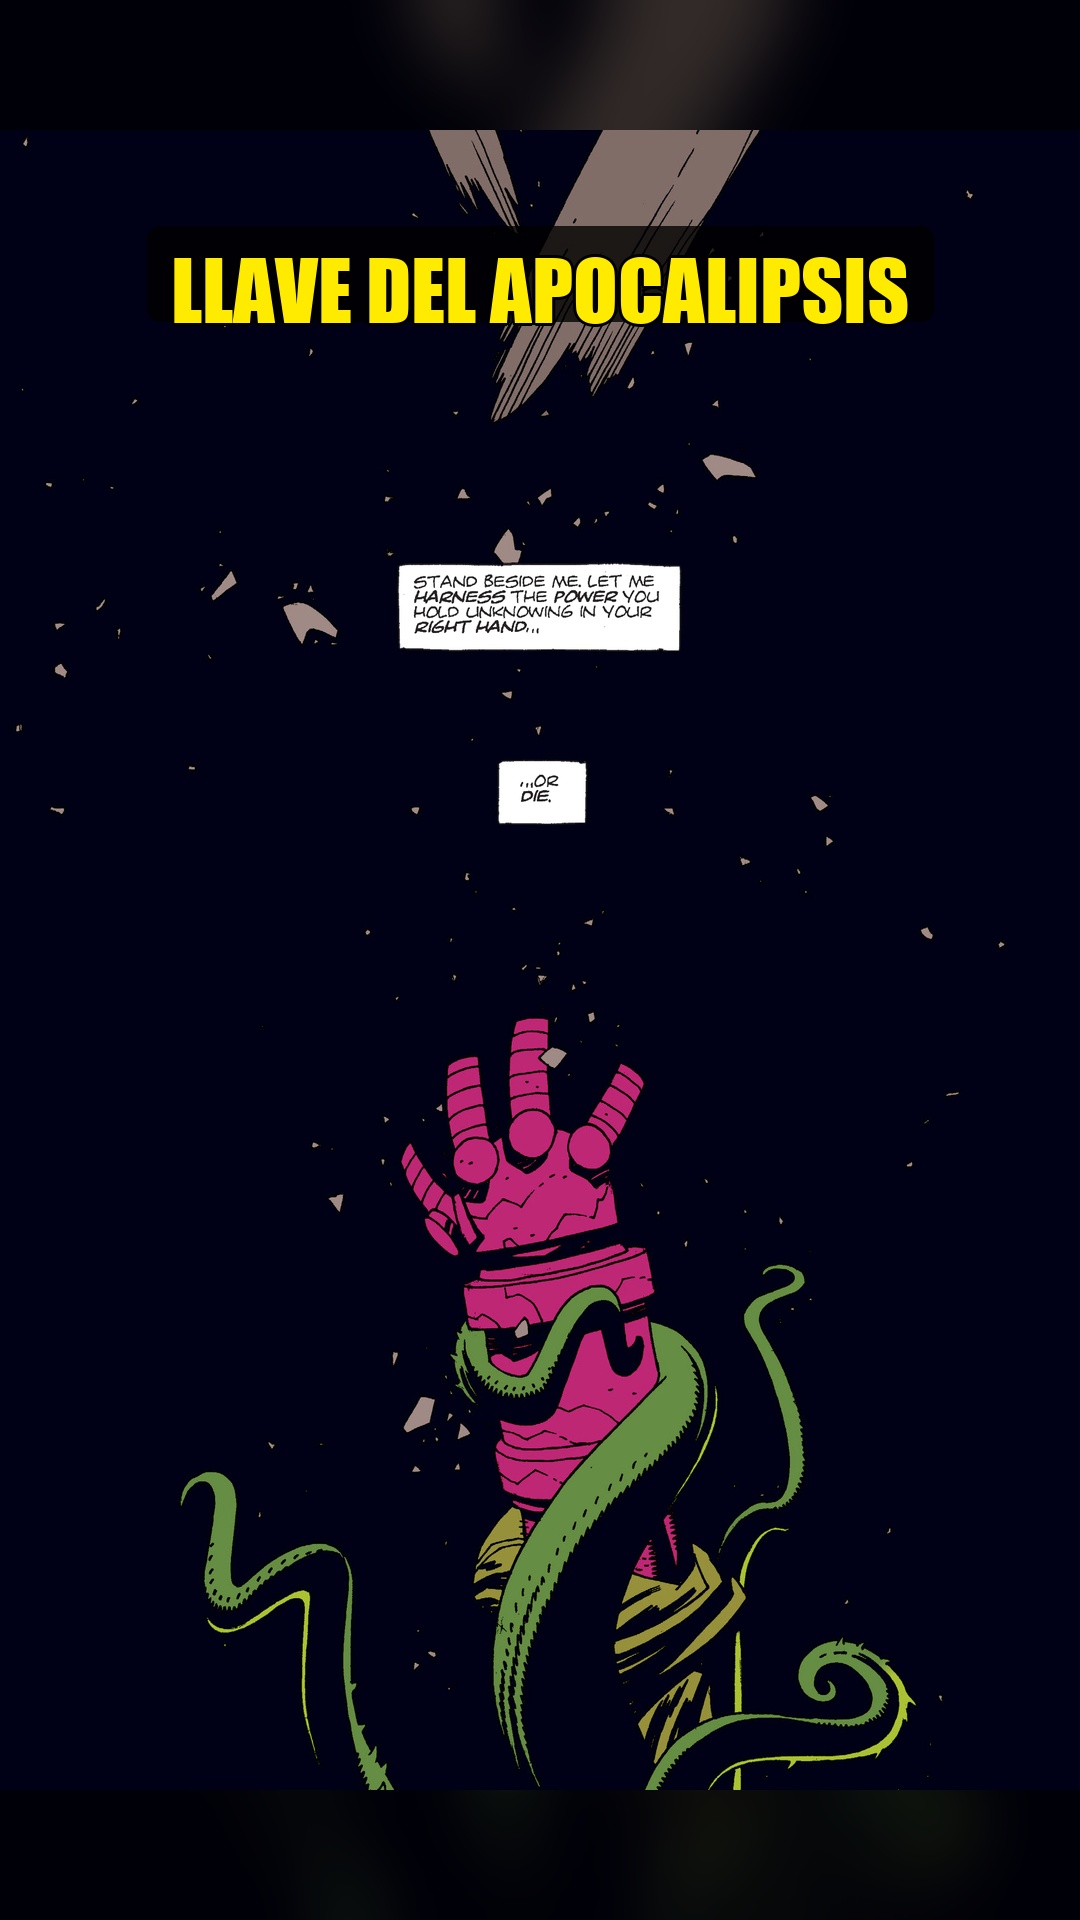 LLAVE DEL APOCALIPSIS
STAND BESIDE ME. LET ME
HARNESS THE POWER YOU
HOLD UNKNOWING IN YOUR
RIGHT HAND...
...OR
DIE.